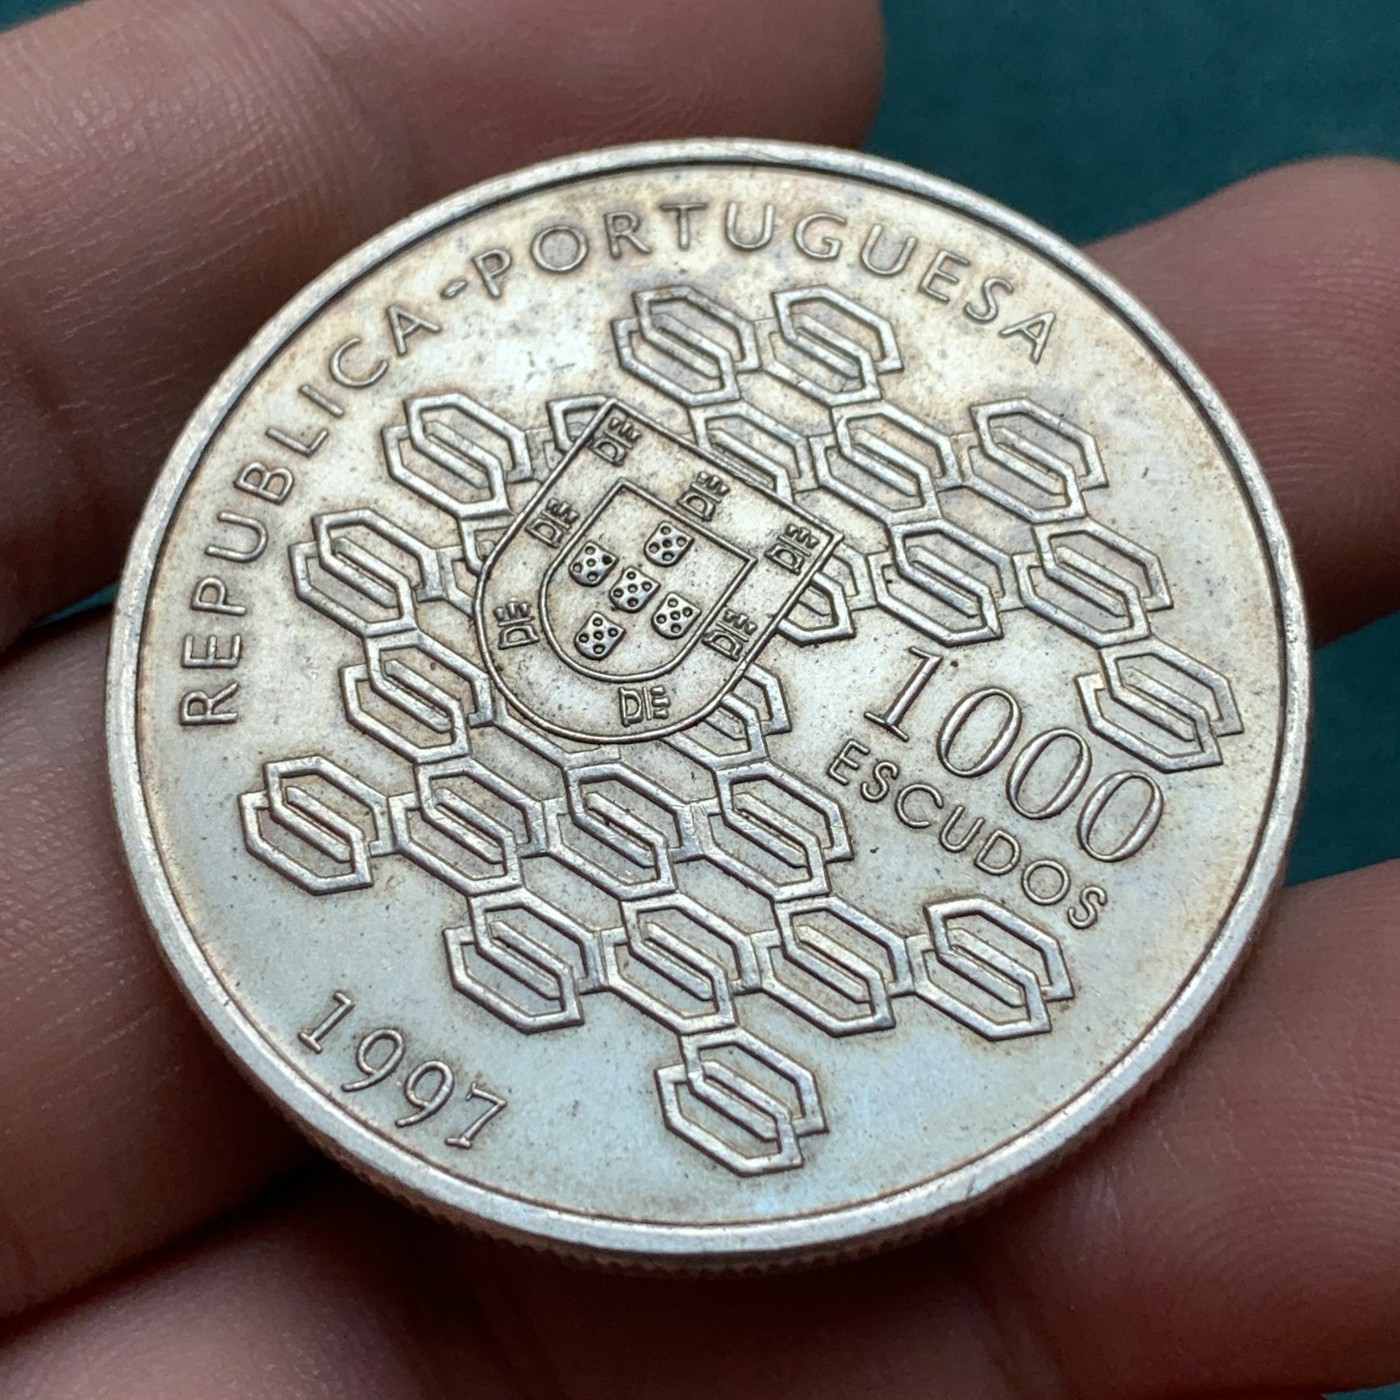 REPUBLICA-PORTUGUESA
1000
ESCUDOS
1997